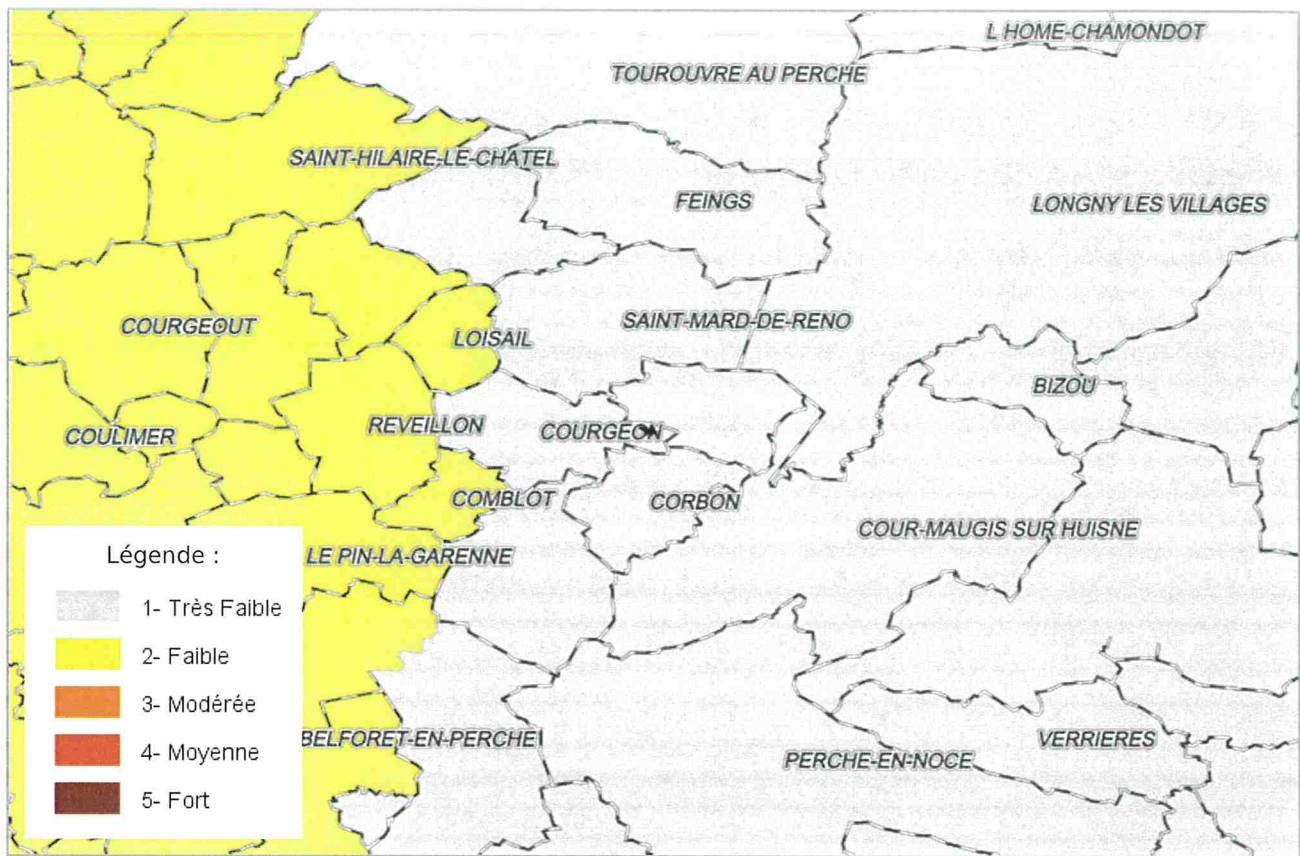 L HOME-CHAMONDOT
TOUROUVRE AU PERCHE
SAINT-HILAIRE-LE-CHATEL
FEINGS
LONGNY LES VILLAGES
COURGEOUT
LOISAIL
SAINT-MARD-DE-RENO
BIZOU
COULIMER
REVEILLON
COURGEON
COMBLOT
CORBON
COUR-MAUGIS SUR HUISNE
LE PIN-LA-GARENNE
BELFORET-EN-PERCHE
PERCHE-EN-NOCE
VERRIERES
Légende :
1- Très Faible
2- Faible
3- Modérée
4- Moyenne
5- Fort